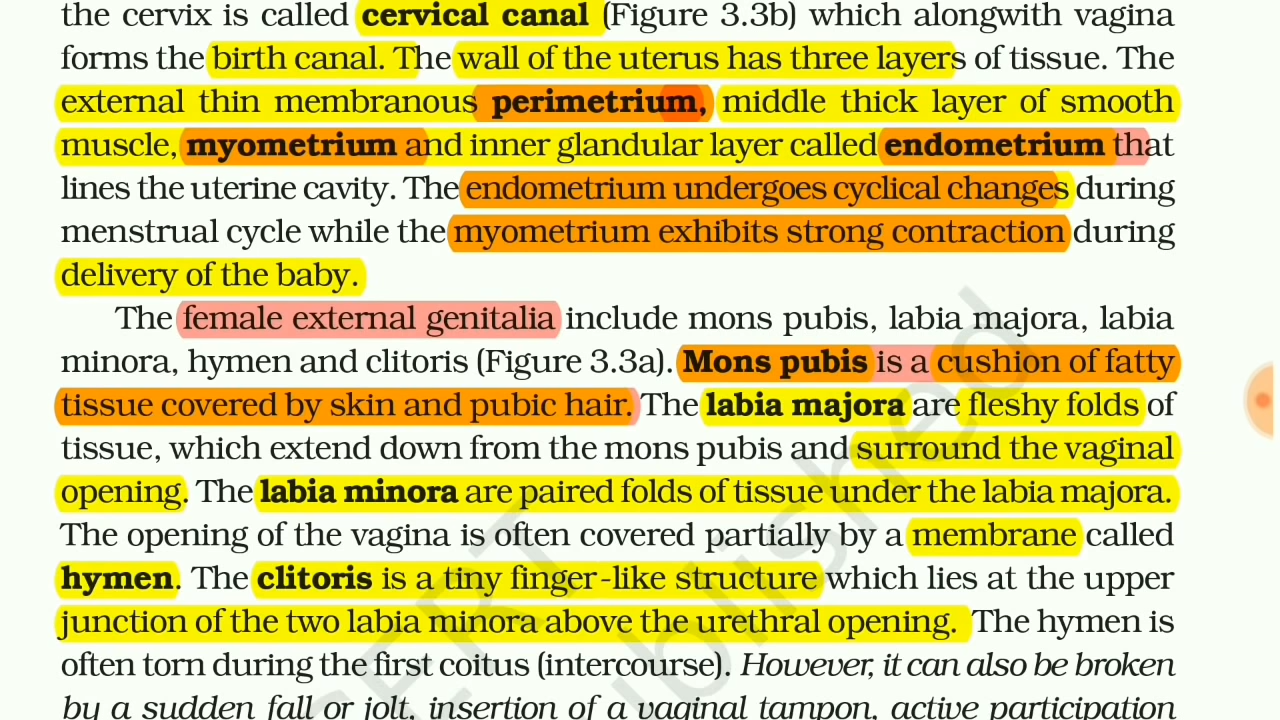 the cervix is called cervical canal (Figure 3.3b) which alongwith vagina
forms the birth canal. The wall of the uterus has three layers of tissue. The
external thin membranous perimetrium, middle thick layer of smooth
muscle, myometrium and inner glandular layer called endometrium that
lines the uterine cavity. The endometrium undergoes cyclical changes during
menstrual cycle while the myometrium exhibits strong contraction during
delivery of the baby.
The female external genitalia include mons pubis, labia majora, labia
minora, hymen and clitoris (Figure 3.3a). Mons pubis is a cushion of fatty
tissue covered by skin and pubic hair. The labia majora are fleshy folds of
tissue, which extend down from the mons pubis and surround the vaginal
opening. The labia minora are paired folds of tissue under the labia majora.
The opening of the vagina is often covered partially by a membrane called
hymen. The clitoris is a tiny finger-like structure which lies at the upper
junction of the two labia minora above the urethral opening. The hymen is
often torn during the first coitus (intercourse). However, it can also be broken
by a sudden fall or jolt, insertion of a vaginal tampon, active participation